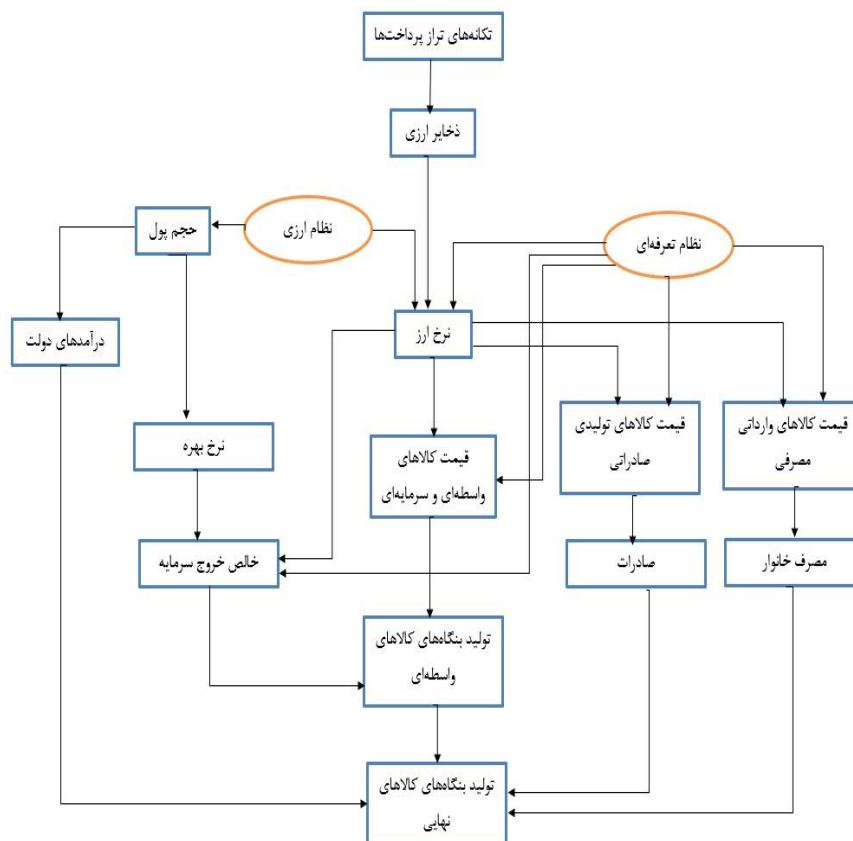 تکانه‌های تراز پرداخت‌ها
ذخایر ارزی
نظام تعرفه‌ای
نظام ارزی
حجم پول
نرخ ارز
درآمدهای دولت
قیمت کالاهای وارداتی
مصرفی
قیمت کالاهای تولیدی
صادراتی
قیمت کالاهای
واسطه‌ای و سرمایه‌ای
نرخ بهره
مصرف خانوار
صادرات
خالص خروج سرمایه
تولید بنگاه‌های کالاهای
واسطه‌ای
تولید بنگاه‌های کالاهای
نهایی